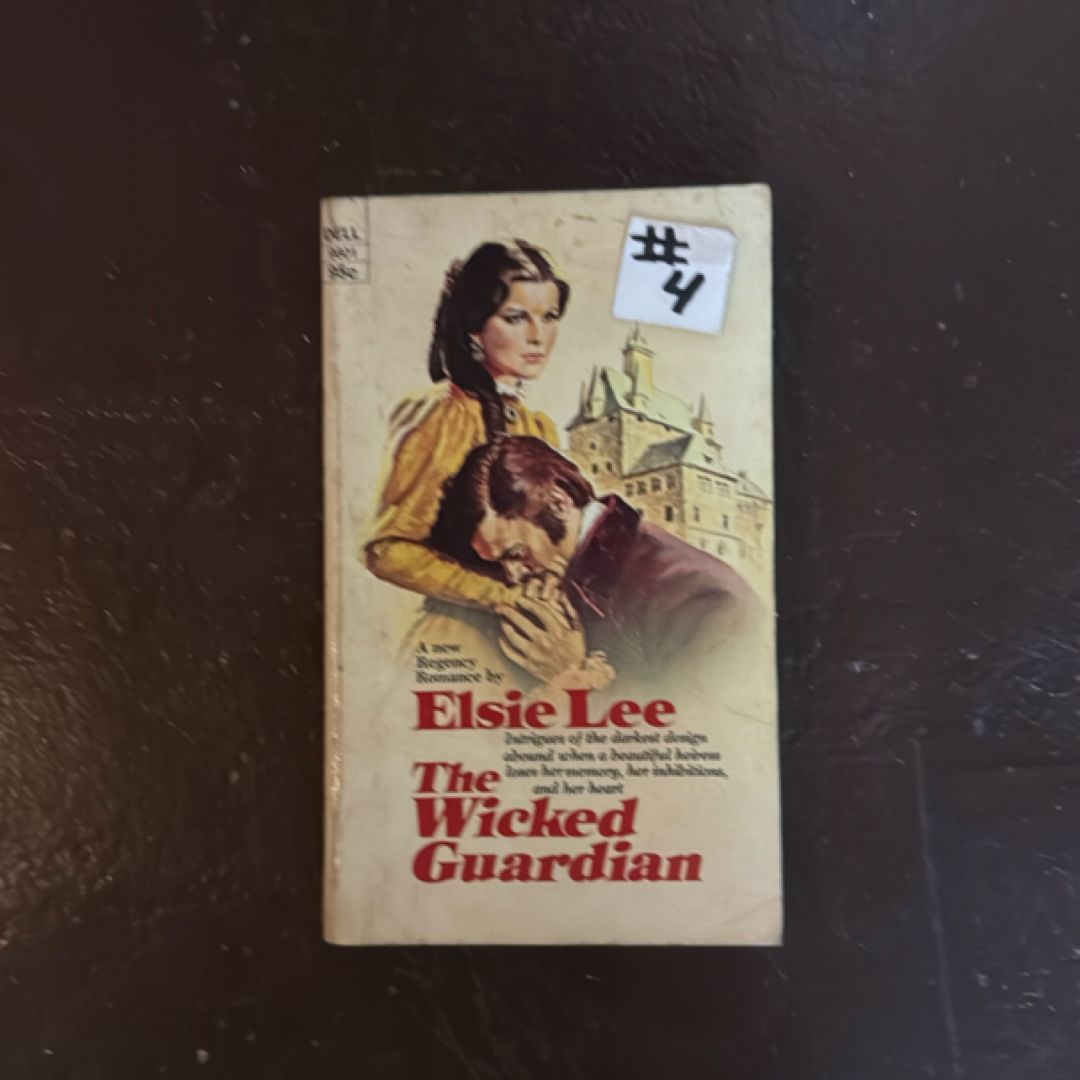 DELL
95c
#
4
A new
Regency
Romance by
Elsie Lee
Intrigues of the darkest design
abound when a beautiful heiress
loses her memory, her inhibitions,
and her heart
The
Wicked
Guardian